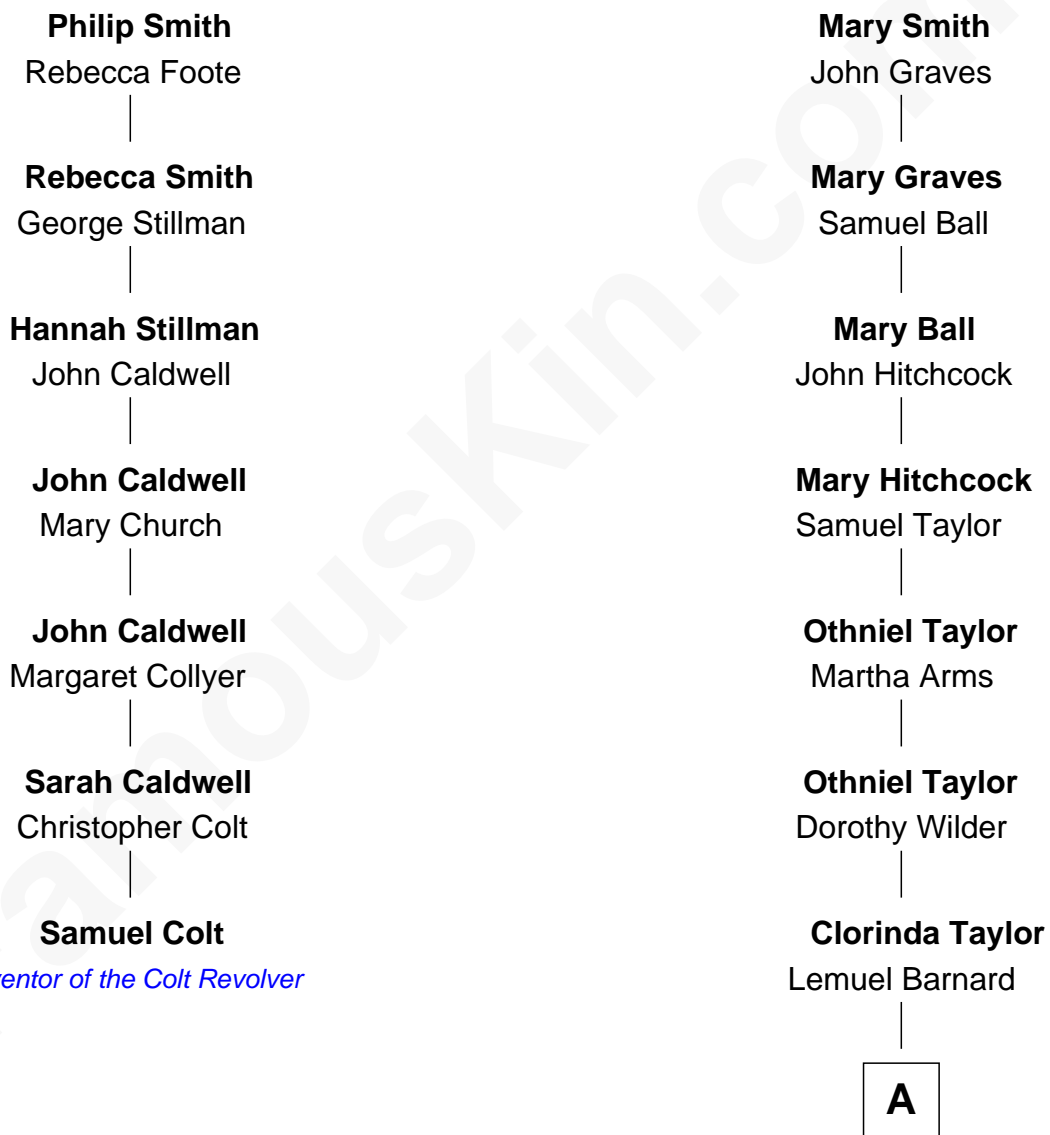 Philip Smith
Rebecca Foote
Rebecca Smith
George Stillman
Hannah Stillman
John Caldwell
John Caldwell
Mary Church
John Caldwell
Margaret Collyer
Sarah Caldwell
Christopher Colt
Samuel Colt
of the Colt Revolver
Mary Smith
John Graves
Mary Graves
Samuel Ball
Mary Ball
John Hitchcock
Mary Hitchcock
Samuel Taylor
Othniel Taylor
Martha Arms
Othniel Taylor
Dorothy Wilder
Clorinda Taylor
Lemuel Barnard
A